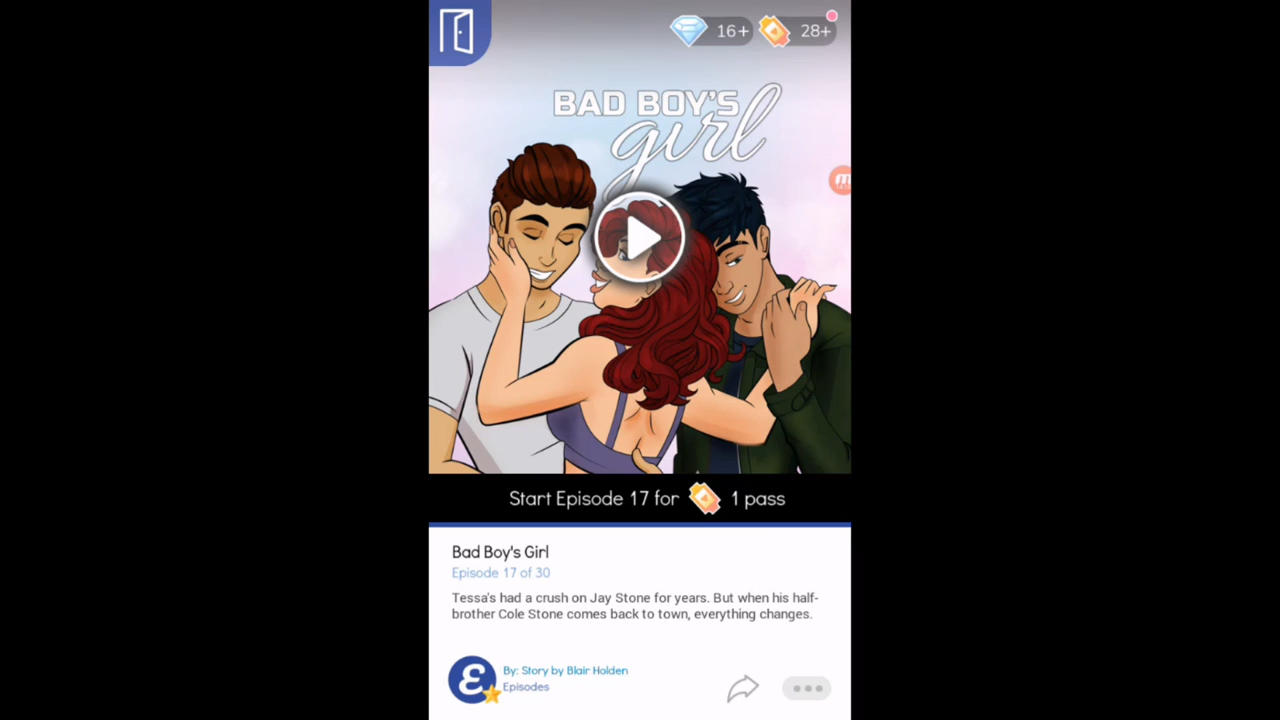 16+ 28+
BAD BOY'S
girl
m
Start Episode 17 for 1 pass
Bad Boy's Girl
Episode 17 of 30
Tessa's had a crush on Jay Stone for years. But when his half-
brother Cole Stone comes back to town, everything changes.
By: Story by Blair Holden
Episodes